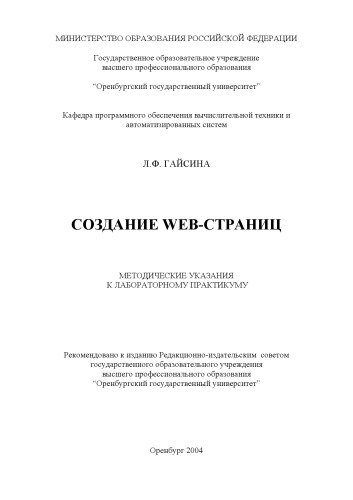 МИНИСТЕРСТВО ОБРАЗОВАНИЯ РОССИЙСКОЙ ФЕДЕРАЦИИ
Государственное образовательное учреждение
высшего профессионального образования
“Оренбургский государственный университет”
Кафедра программного обеспечения вычислительной техники и
автоматизированных систем
Л.Ф. ГАЙСИНА
СОЗДАНИЕ WEB-СТРАНИЦ
МЕТОДИЧЕСКИЕ УКАЗАНИЯ
К ЛАБОРАТОРНОМУ ПРАКТИКУМУ
Рекомендовано к изданию Редакционно-издательским советом
государственного образовательного учреждения
высшего профессионального образования
“Оренбургский государственный университет”
Оренбург 2004